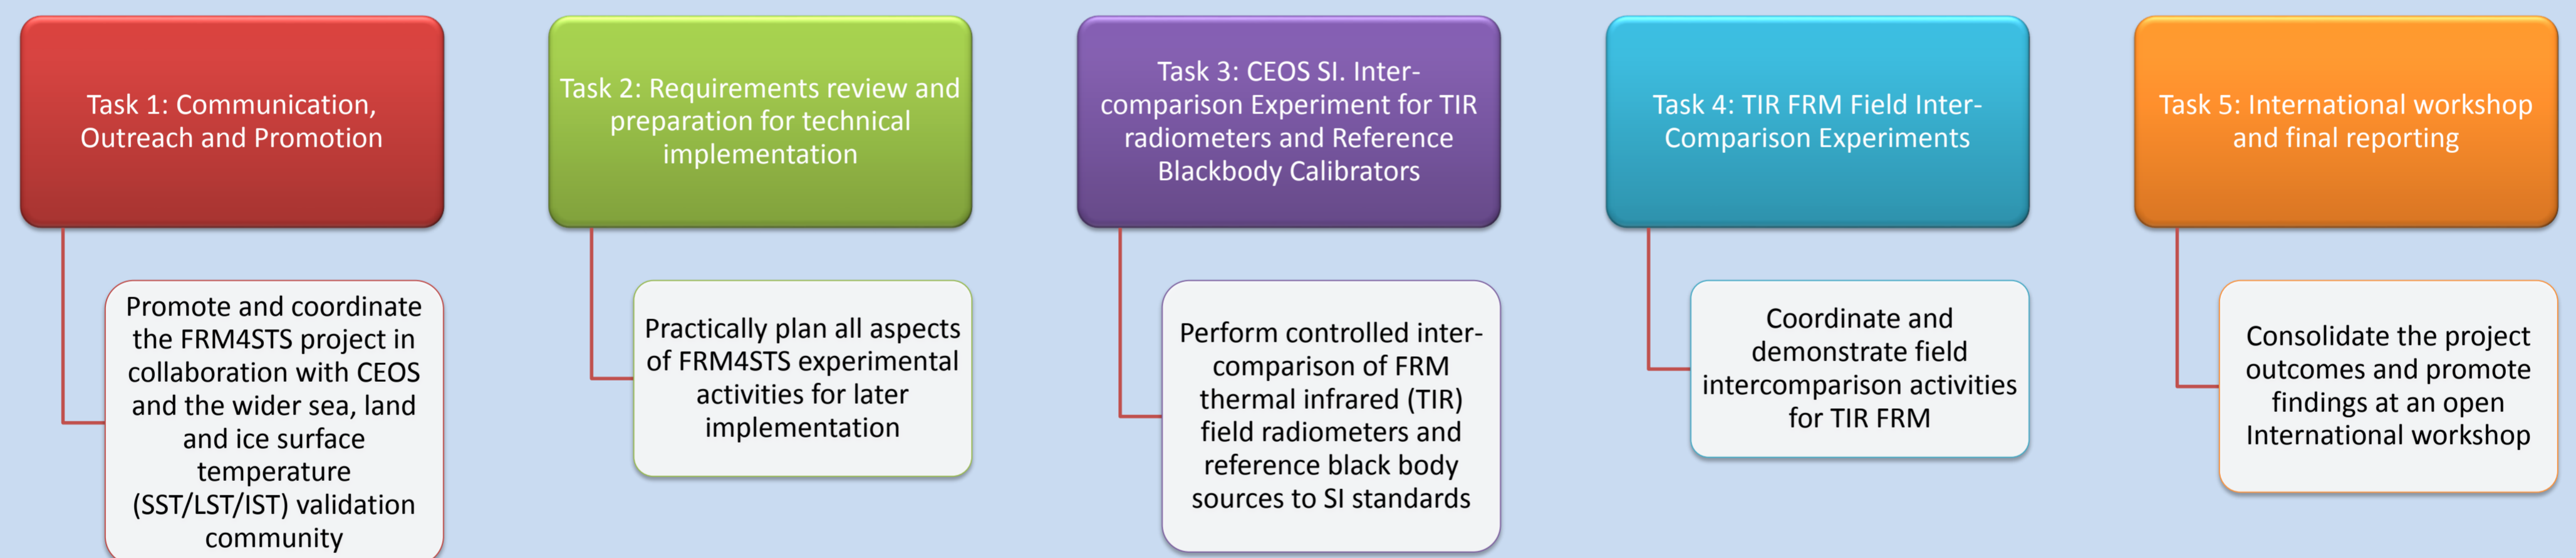 Task 1: Communication,
Outreach and Promotion
Promote and coordinate
the FRM4STS project in
collaboration with CEOS
and the wider sea, land
and ice surface
temperature
(SST/LST/IST) validation
community
Task 2: Requirements review and
preparation for technical
implementation
Practically plan all aspects
of FRM4STS experimental
activities for later
implementation
Task 3: CEOS SI. Inter-
comparison Experiment for TIR
radiometers and Reference
Blackbody Calibrators
Perform controlled inter-
comparison of FRM
thermal infrared (TIR)
field radiometers and
reference black body
sources to SI standards
Task 4: TIR FRM Field Inter-
Comparison Experiments
Coordinate and
demonstrate field
intercomparison activities
for TIR FRM
Task 5: International workshop
and final reporting
Consolidate the project
outcomes and promote
findings at an open
International workshop